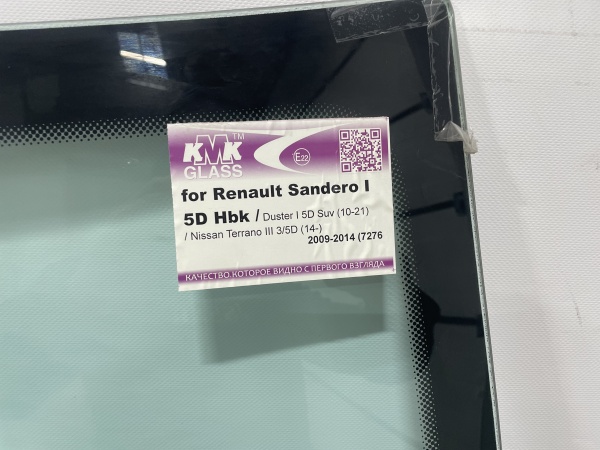 KMK TM
GLASS
E22
for Renault Sandero I
5D Hbk / Duster I 5D Suv (10-21)
/ Nissan Terrano III 3/5D (14-)
2009-2014 (7276
КАЧЕСТВО, КОТОРОЕ ВИДНО С ПЕРВОГО ВЗГЛЯДА